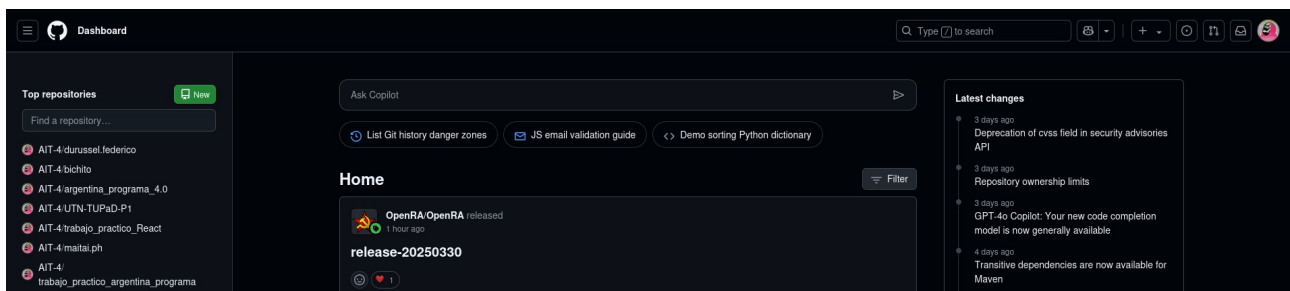 Dashboard
Type / to search
Top repositories
New
Find a repository...
AIT-4/durussel.federico
AIT-4/bichito
AIT-4/argentina_programa_4.0
AIT-4/UTN-TUPaD-P1
AIT-4/trabajo_practico_React
AIT-4/maitai.ph
AIT-4/
trabajo_practico_argentina_programa
Ask Copilot
List Git history danger zones
JS email validation guide
Demo sorting Python dictionary
Home
Filter
OpenRA/OpenRA released
1 hour ago
release-20250330
1
Latest changes
3 days ago
Deprecation of cvss field in security advisories
API
3 days ago
Repository ownership limits
3 days ago
GPT-4o Copilot: Your new code completion
model is now generally available
4 days ago
Transitive dependencies are now available for
Maven